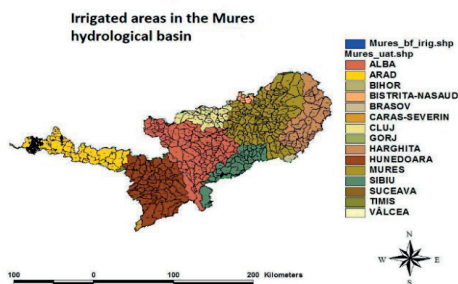 Irrigated areas in the Mures
hydrological basin
Mures_bf_irig.shp
Mures_uat.shp
ALBA
ARAD
BIHOR
BISTRITA-NASAUD
BRASOV
CARAS-SEVERIN
CLUJ
GORJ
HARGHITA
HUNEDOARA
MURES
SIBIU
SUCEAVA
TIMIS
VÂLCEA
N
W E
S
100 0 100 200 Kilometers